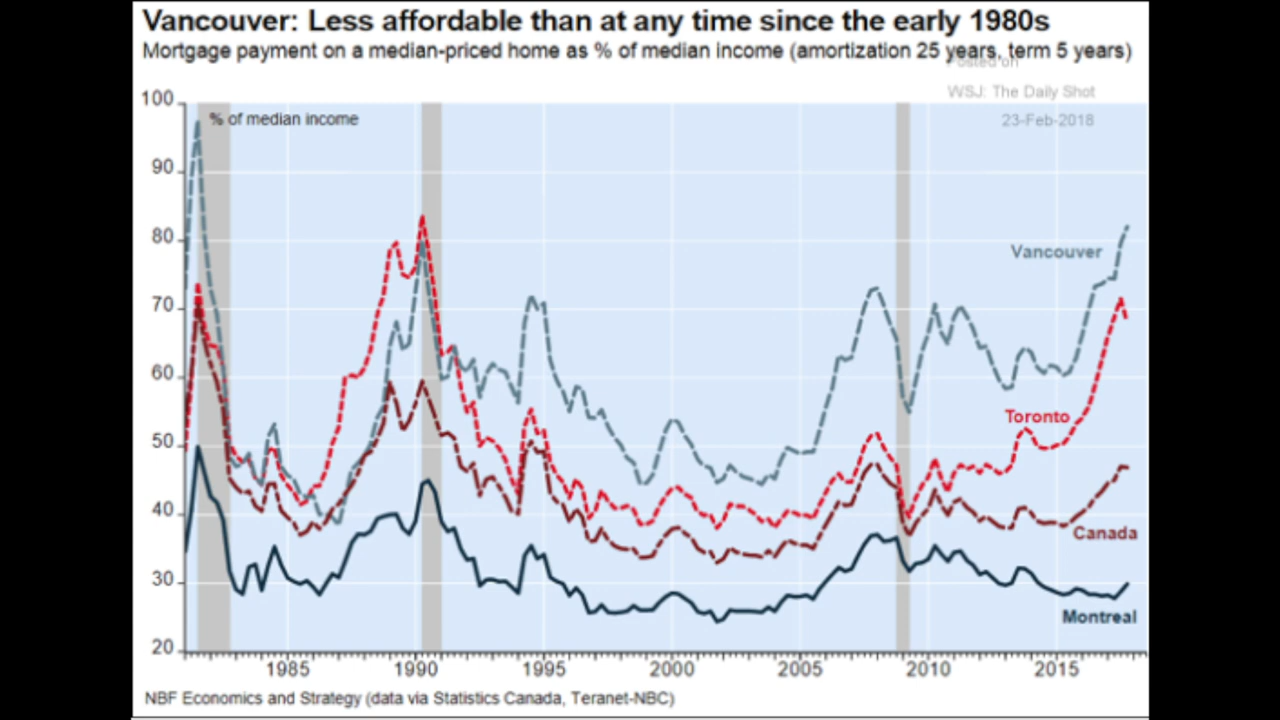 Vancouver: Less affordable than at any time since the early 1980s
Mortgage payment on a median-priced home as % of median income (amortization 25 years, term 5 years)
Posted on
WSJ: The Daily Shot
23-Feb-2018
% of median income
100
90
80
70
60
50
40
30
20
Vancouver
Toronto
Canada
Montreal
1985 1990 1995 2000 2005 2010 2015
NBF Economics and Strategy (data via Statistics Canada, Teranet-NBC)